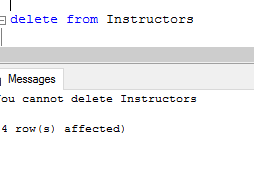 delete from Instructors
Messages
You cannot delete Instructors
4 row(s) affected)